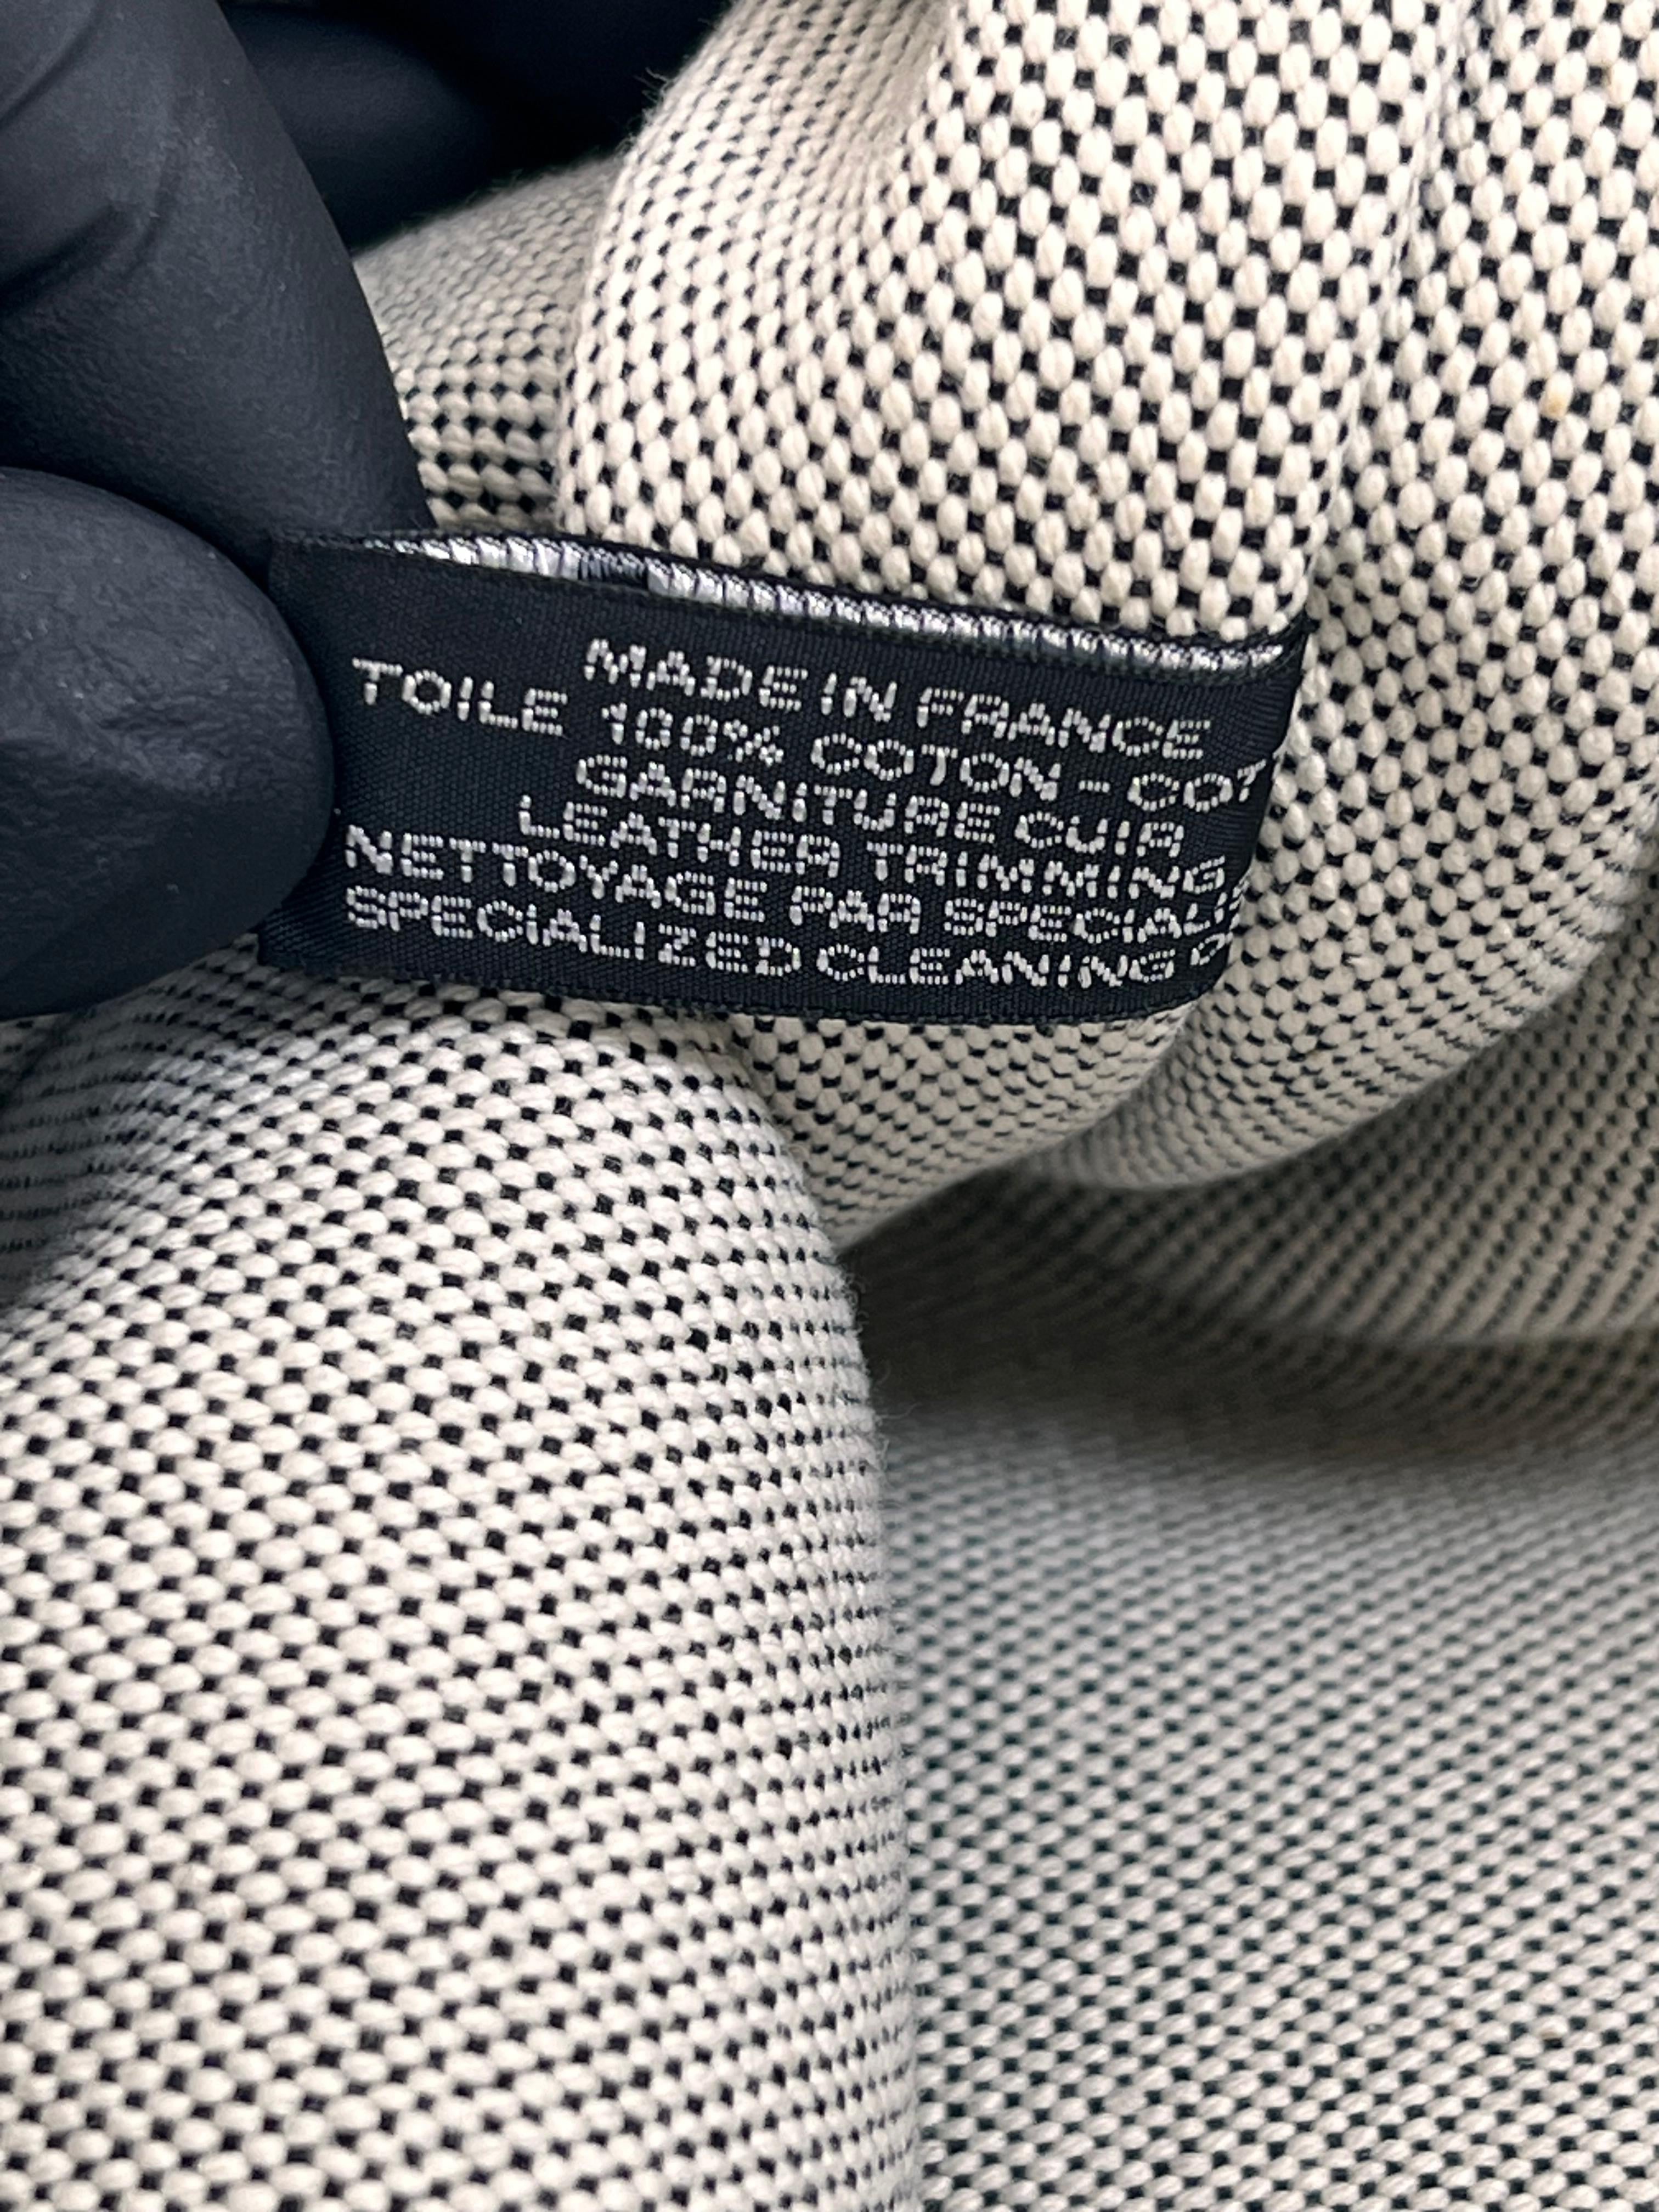 MADE IN FRANCE
TOILE 100% COTON - COT
GARNITURE CUIR
LEATHER TRIMMING
NETTOYAGE PAR SPECIALIS
SPECIALIZED CLEANING O